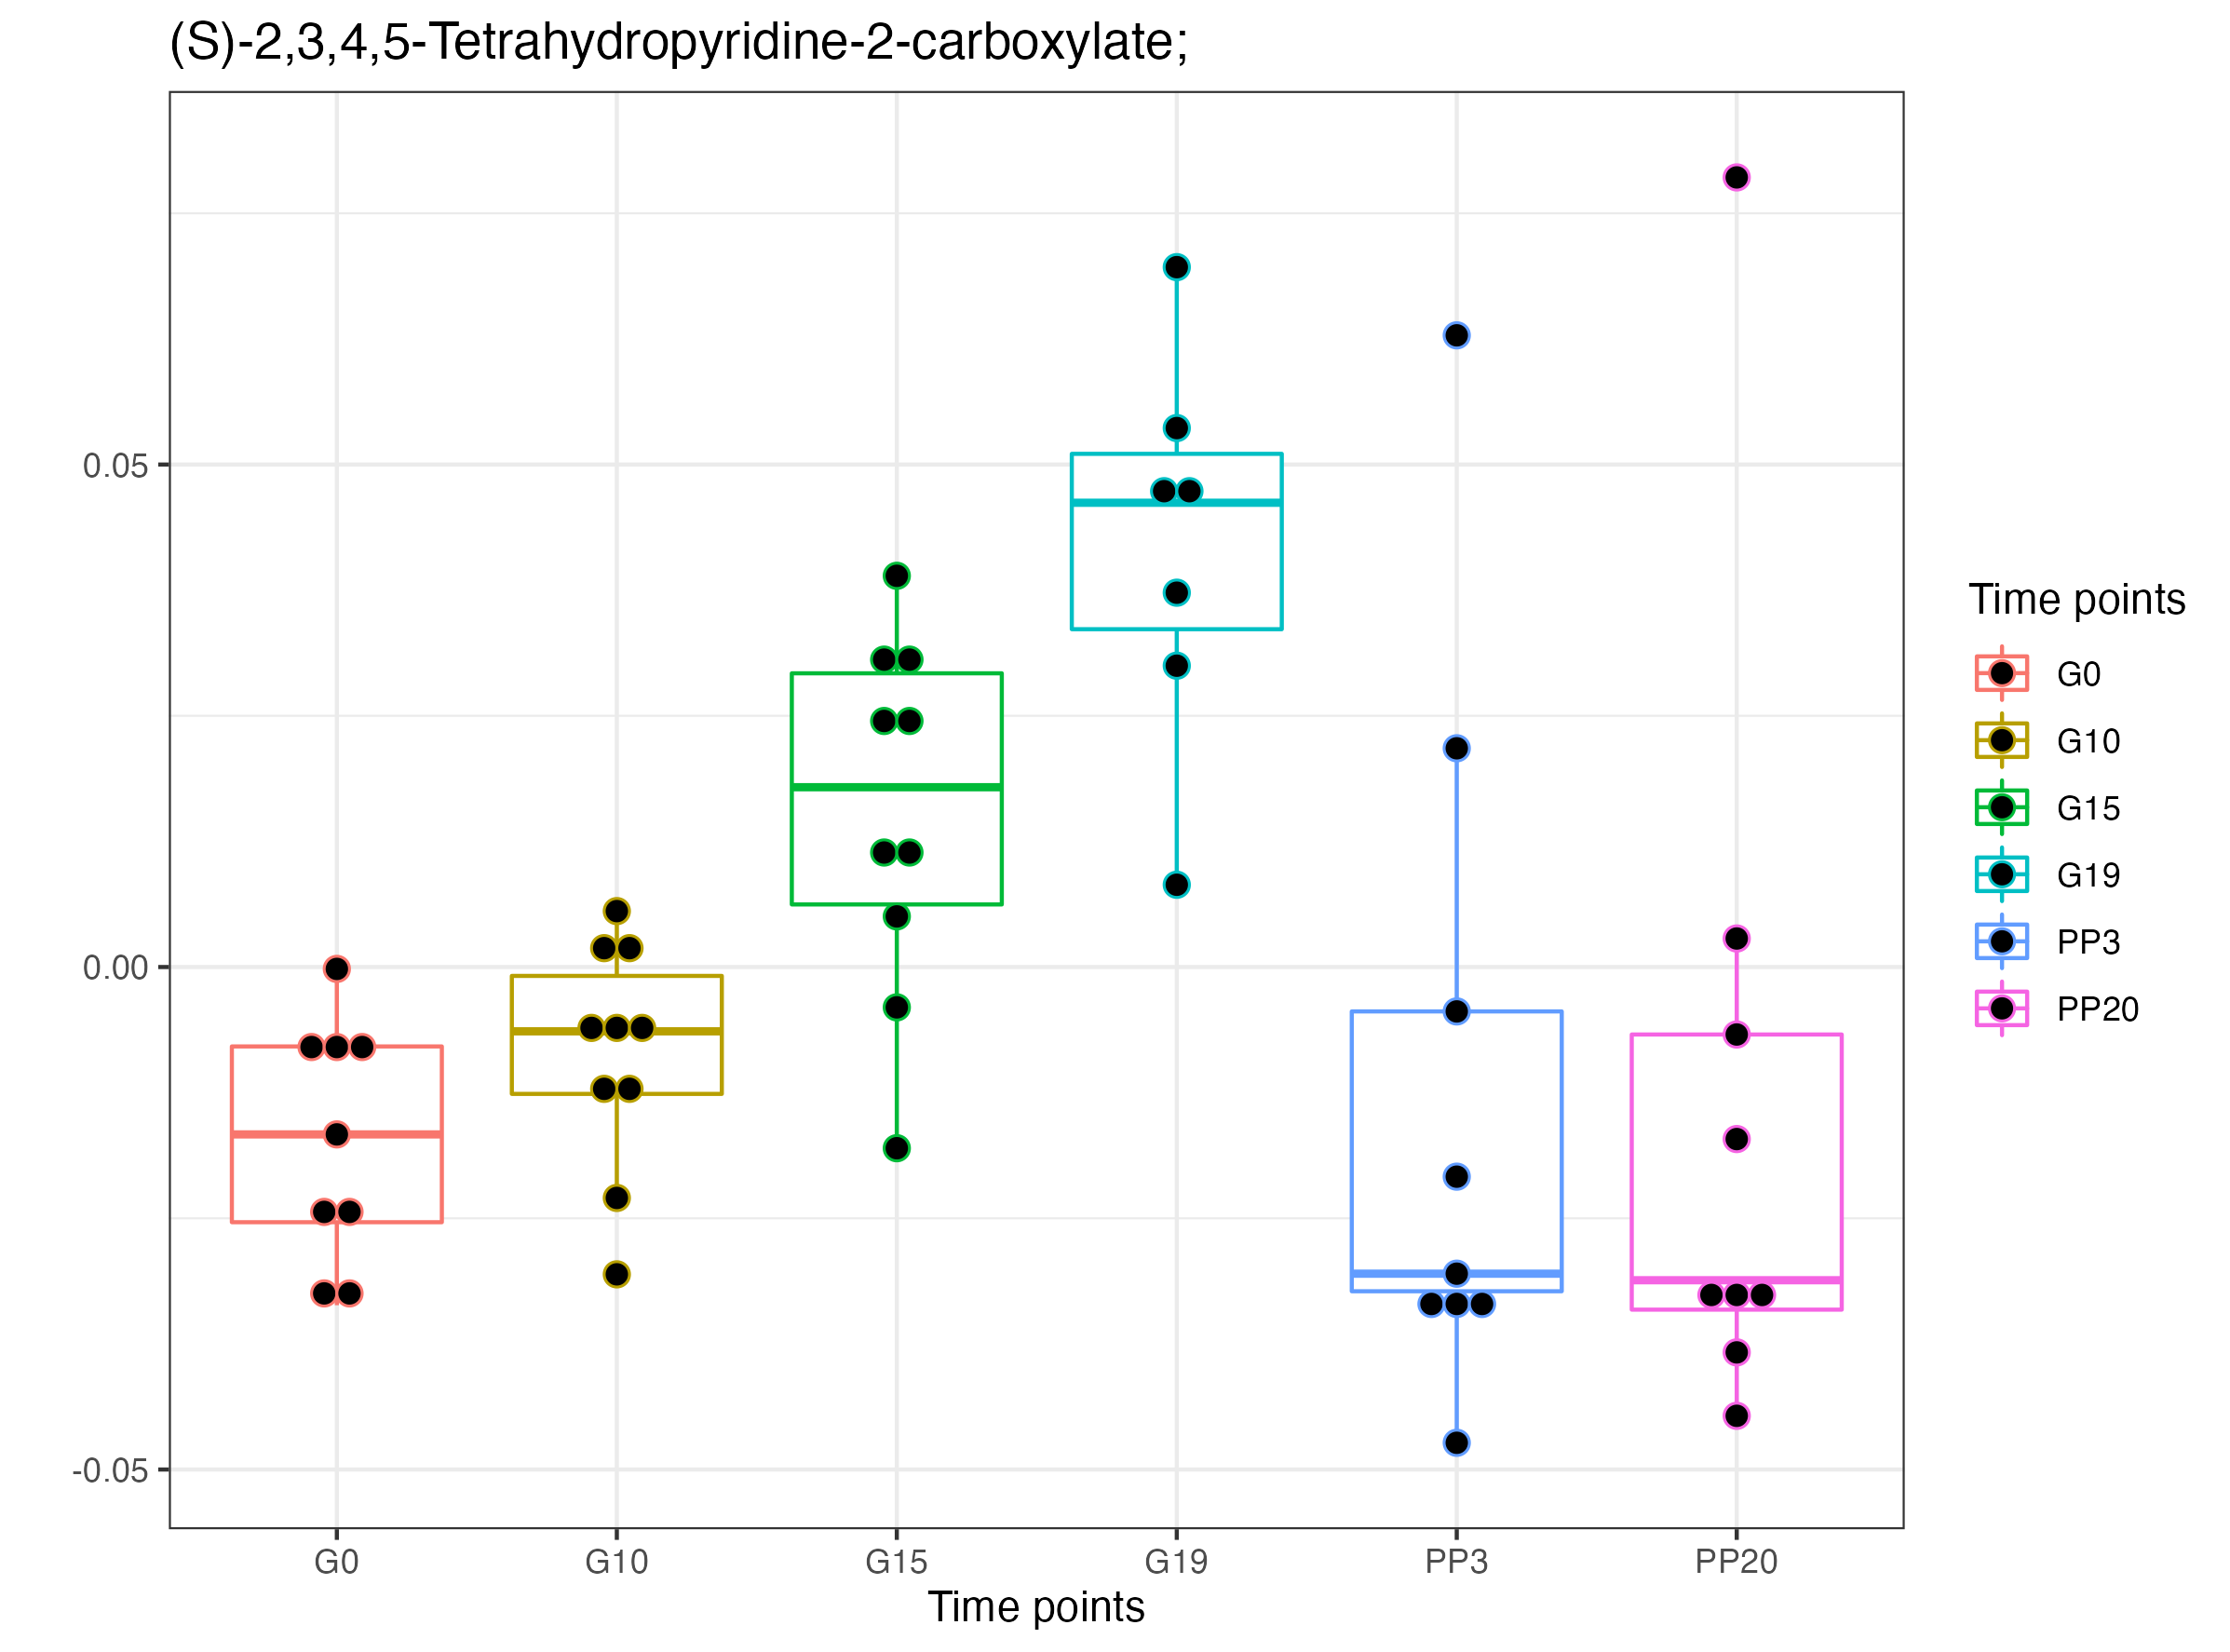 (S)-2,3,4,5-Tetrahydropyridine-2-carboxylate;
0.05
0.00
-0.05
G0
G10
G15
G19
PP3
PP20
Time points
Time points
G0
G10
G15
G19
PP3
PP20